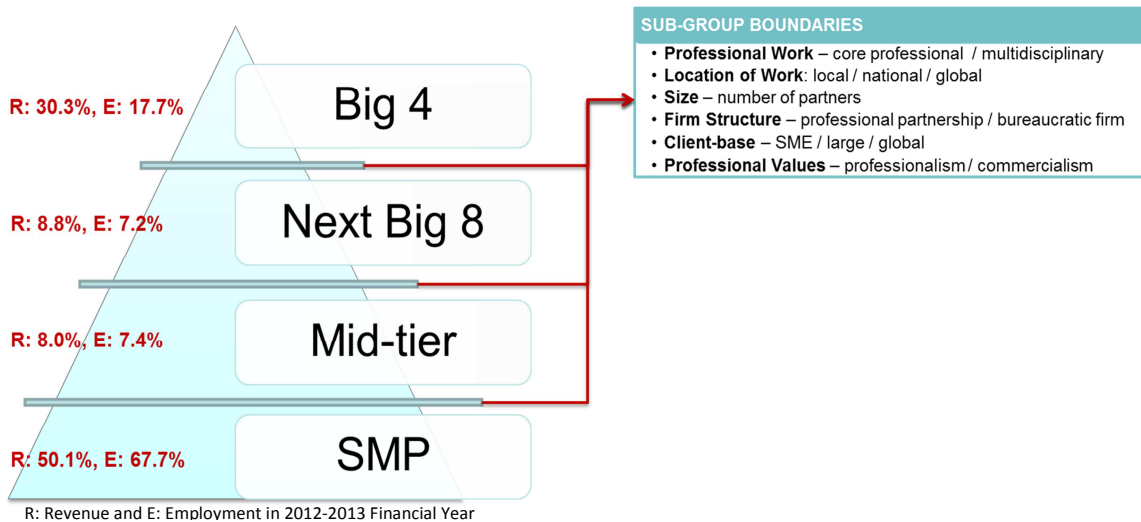 R: 30.3%, E: 17.7%
Big 4
R: 8.8%, E: 7.2%
Next Big 8
R: 8.0%, E: 7.4%
Mid-tier
R: 50.1%, E: 67.7%
SMP
R: Revenue and E: Employment in 2012-2013 Financial Year
SUB-GROUP BOUNDARIES
• Professional Work – core professional / multidisciplinary
• Location of Work: local / national / global
• Size – number of partners
• Firm Structure – professional partnership / bureaucratic firm
• Client-base – SME / large / global
• Professional Values – professionalism / commercialism